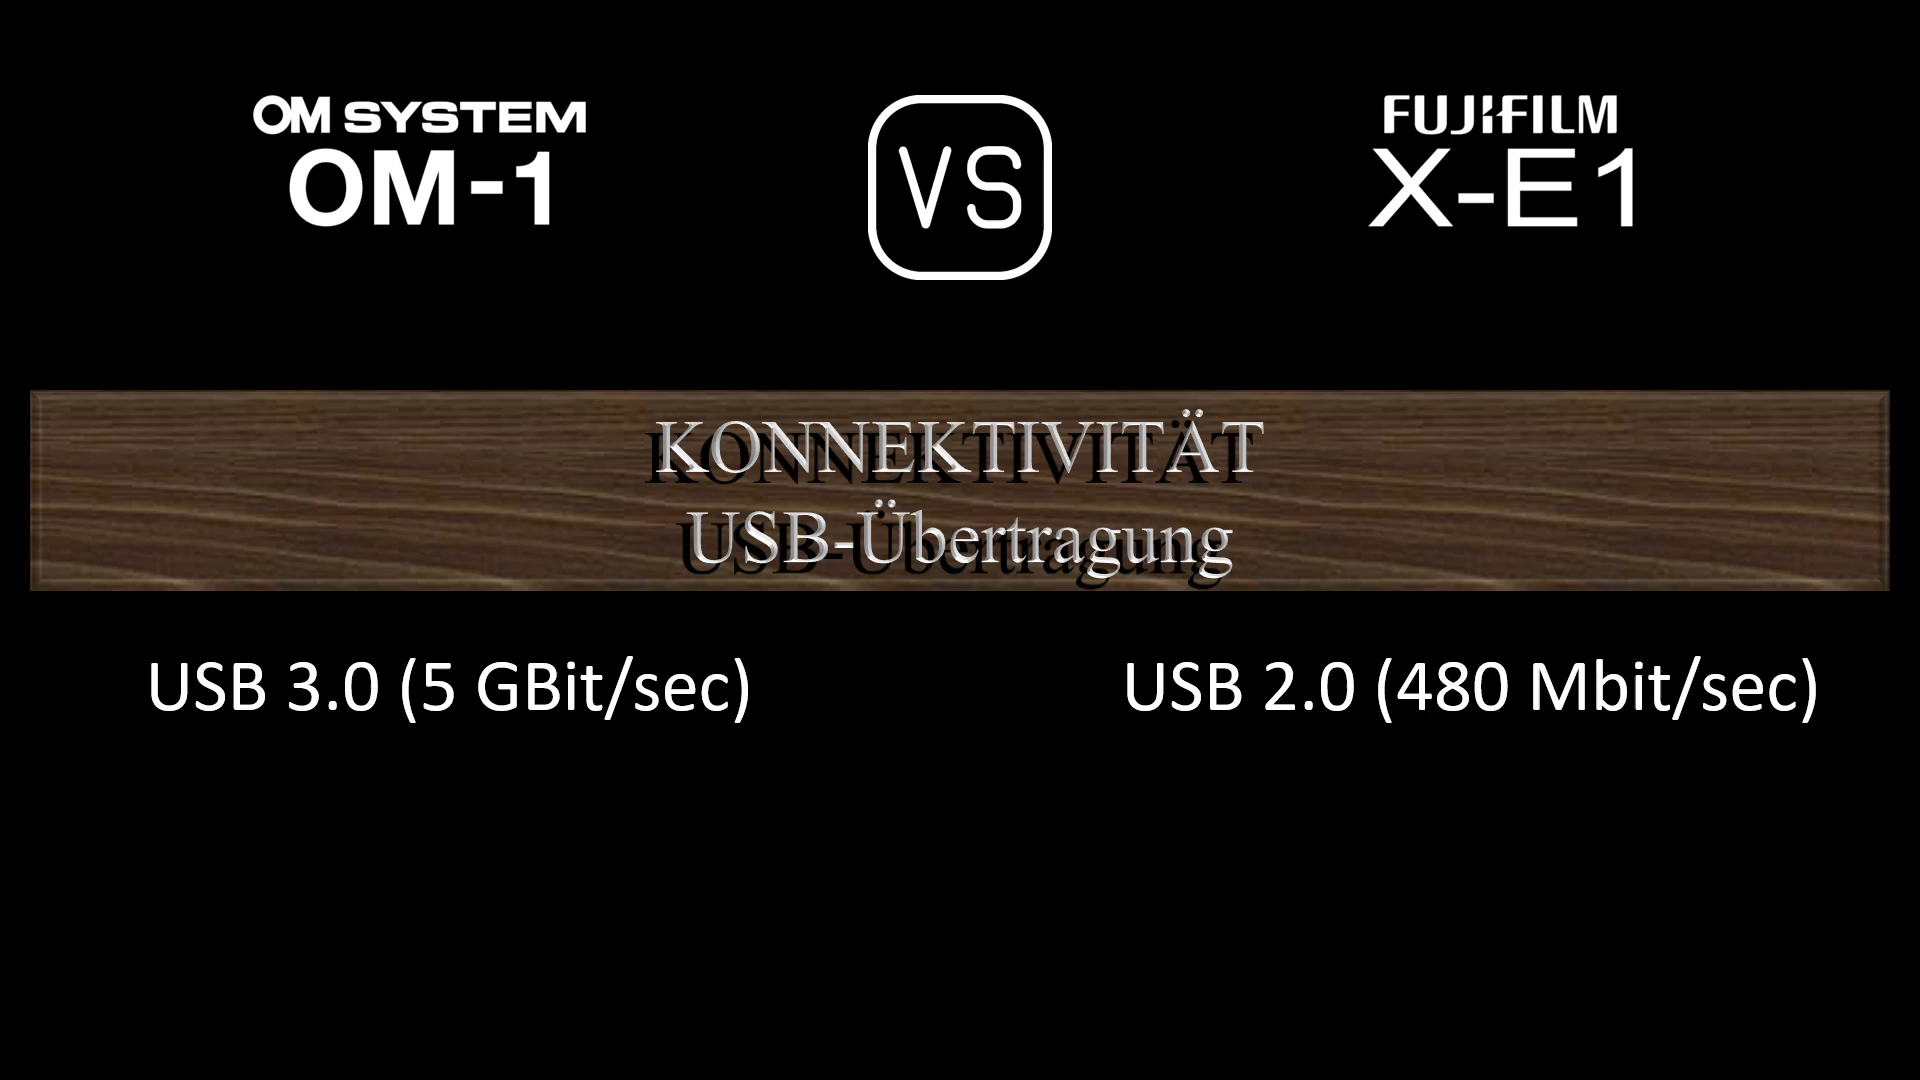 OM SYSTEM
OM-1
VS
FUJIFILM
X-E1
KONNEKTIVITÄT
USB-Übertragung
USB 3.0 (5 GBit/sec)
USB 2.0 (480 Mbit/sec)